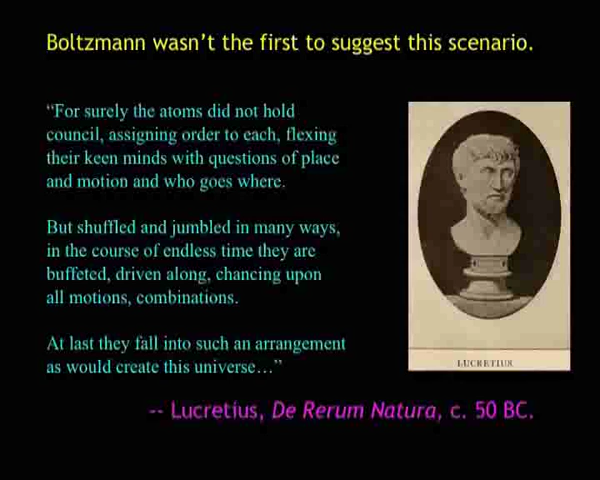 Boltzmann wasn't the first to suggest this scenario.
“For surely the atoms did not hold
council, assigning order to each, flexing
their keen minds with questions of place
and motion and who goes where.
But shuffled and jumbled in many ways,
in the course of endless time they are
buffeted, driven along, chancing upon
all motions, combinations.
At last they fall into such an arrangement
as would create this universe…”
LUCRETIUS
-- Lucretius, De Rerum Natura, c. 50 BC.